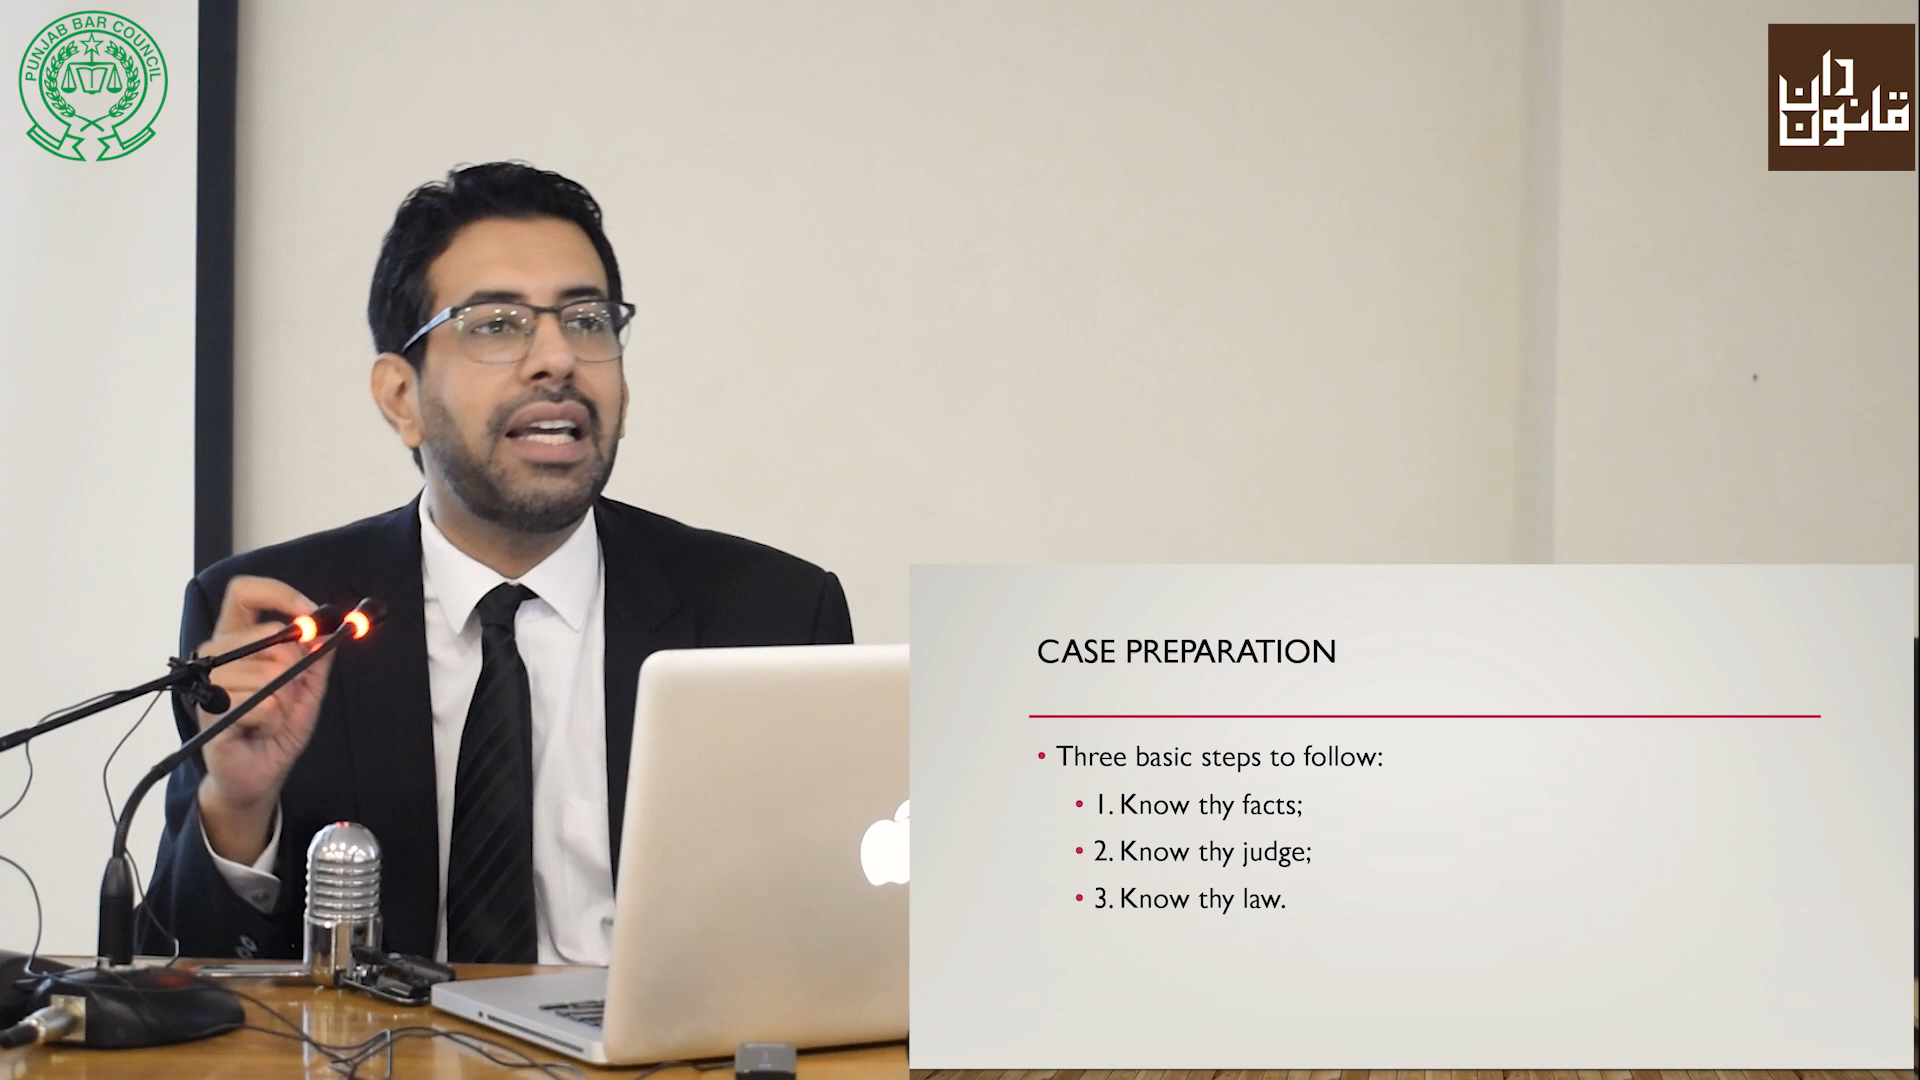 PUNJAB BAR COUNCIL
قانون
دان
CASE PREPARATION
• Three basic steps to follow:
• 1. Know thy facts;
• 2. Know thy judge;
• 3. Know thy law.